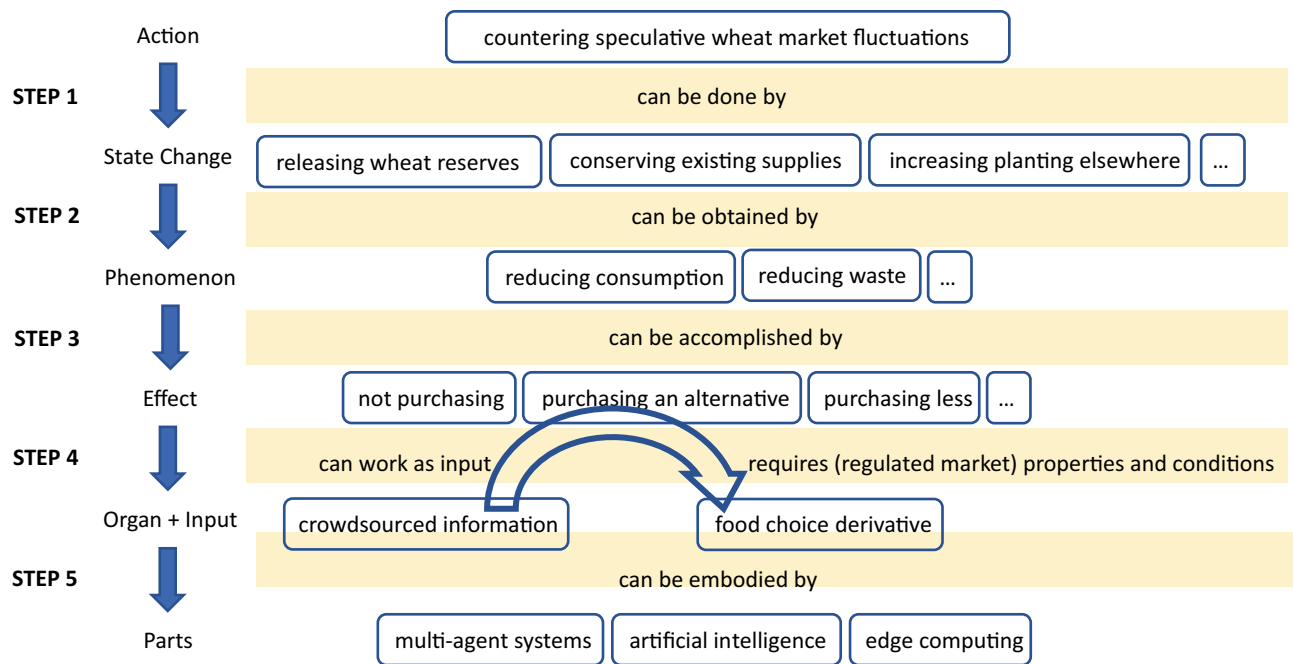 Action
countering speculative wheat market fluctuations
STEP 1
can be done by
State Change
releasing wheat reserves
conserving existing supplies
increasing planting elsewhere
...
STEP 2
can be obtained by
Phenomenon
reducing consumption
reducing waste
...
STEP 3
can be accomplished by
Effect
not purchasing
purchasing an alternative
purchasing less
...
STEP 4
can work as input
requires (regulated market) properties and conditions
Organ + Input
crowdsourced information
food choice derivative
STEP 5
can be embodied by
Parts
multi-agent systems
artificial intelligence
edge computing